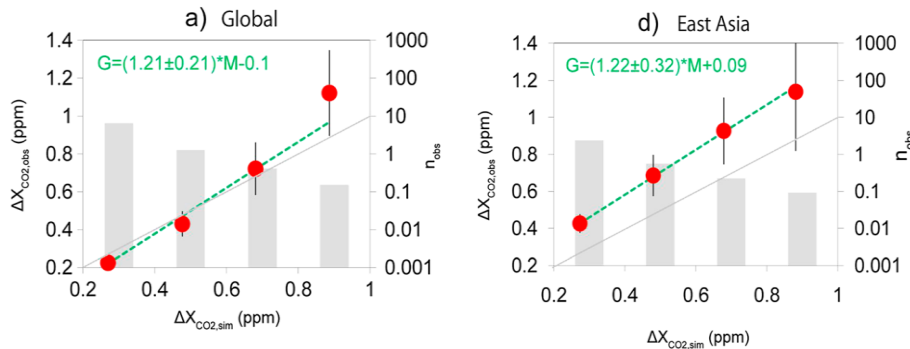 a) Global
G=(1.21±0.21)*M−0.1
1.4
1.2
1
0.8
0.6
0.4
0.2
1000
100
10
1
0.1
0.01
0.001
0.2 0.4 0.6 0.8 1
ΔXCO2,obs (ppm)
nobs
ΔXCO2,sim (ppm)
d) East Asia
G=(1.22±0.32)*M+0.09
1.4
1.2
1
0.8
0.6
0.4
0.2
1000
100
10
1
0.1
0.01
0.001
0.2 0.4 0.6 0.8 1
ΔXCO2,obs (ppm)
nobs
ΔXCO2,sim (ppm)